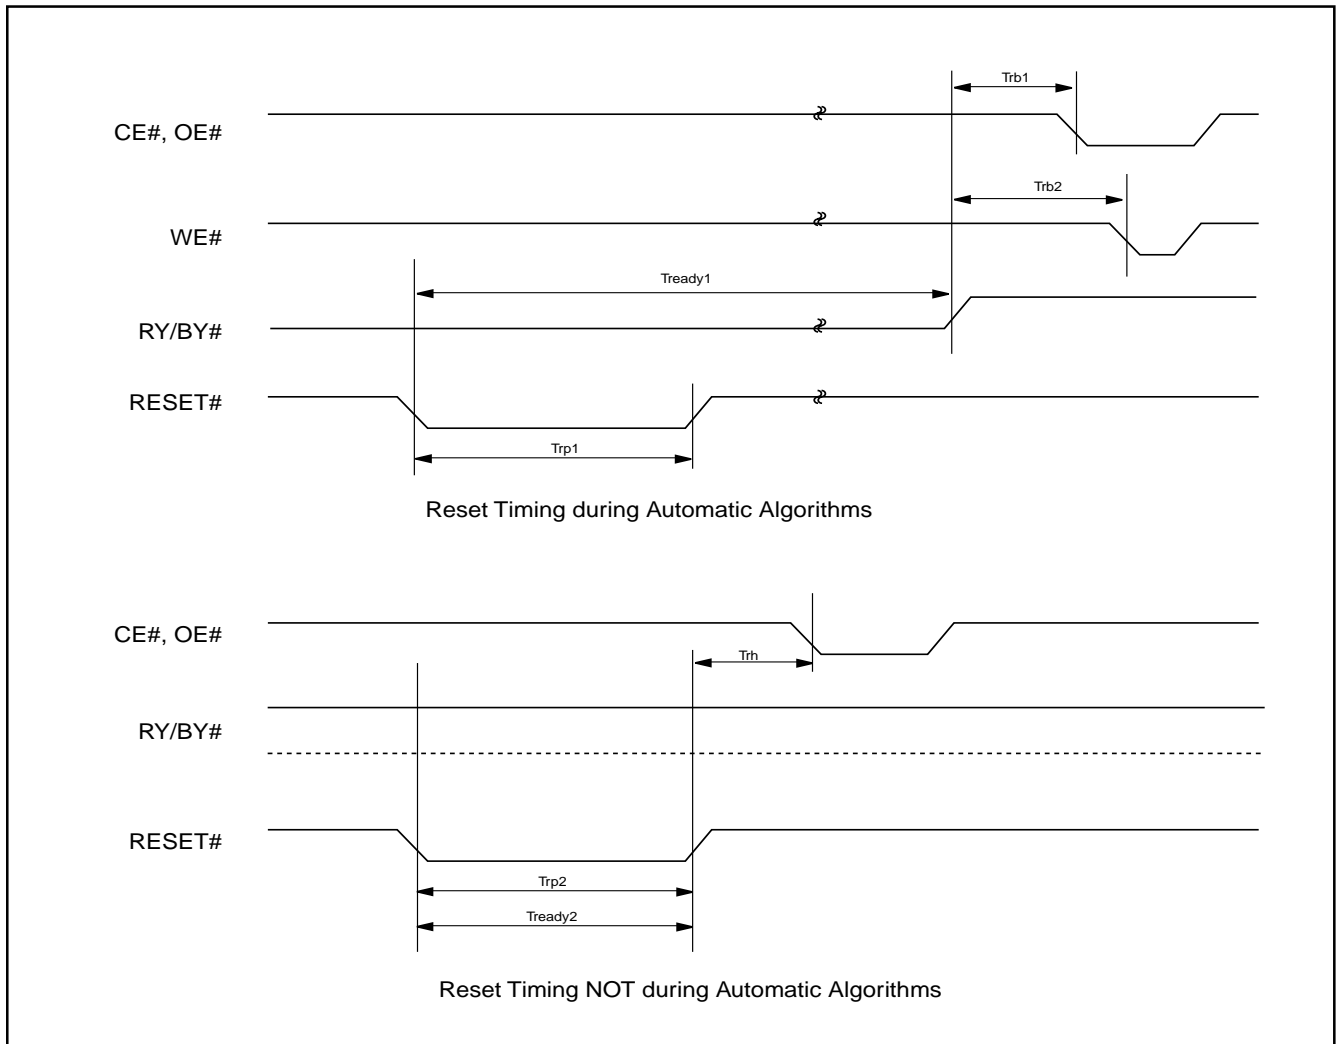 Trb1
CE#, OE#
Trb2
WE#
Tready1
RY/BY#
RESET#
Trp1
Reset Timing during Automatic Algorithms
CE#, OE#
Trh
RY/BY#
RESET#
Trp2
Tready2
Reset Timing NOT during Automatic Algorithms